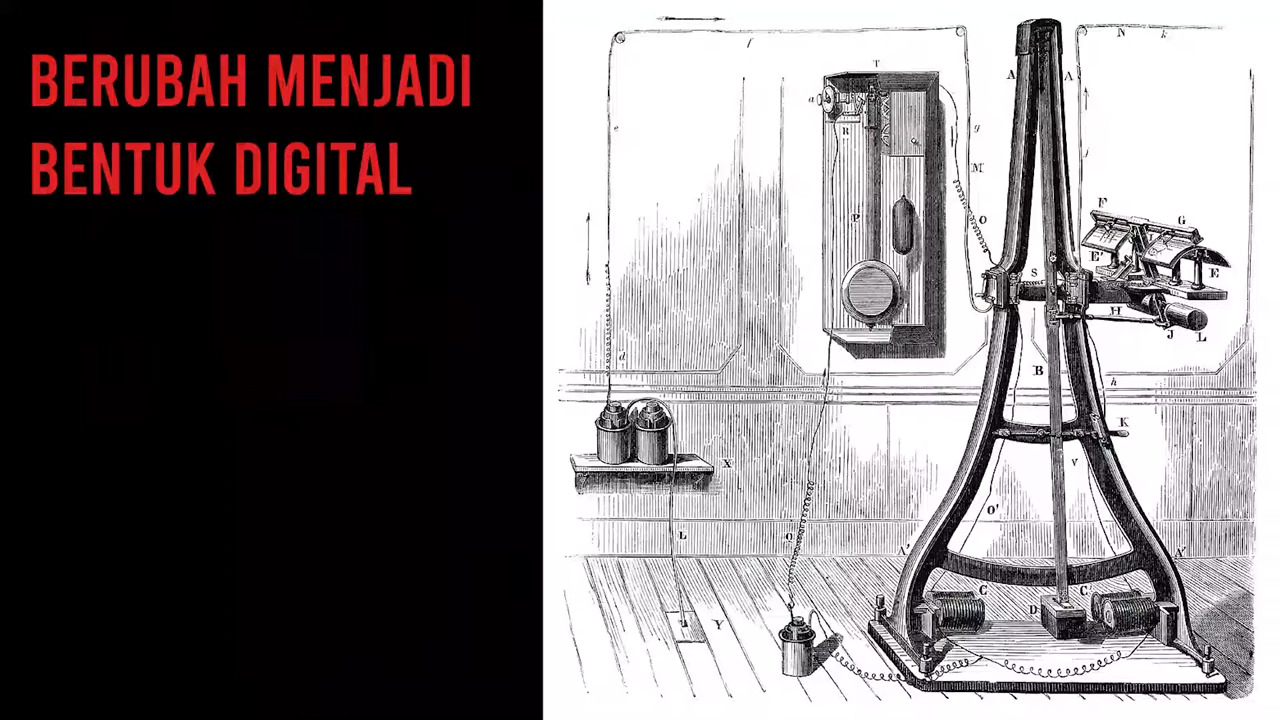 BERUBAH MENJADI
BENTUK DIGITAL
f
N
k
T
A
A
a
R
e
g
M
F
G
P
O
E'
E
S
H
J
L
d
B
h
K
X
V
O'
L
O
A'
A'
C
C
D
Y